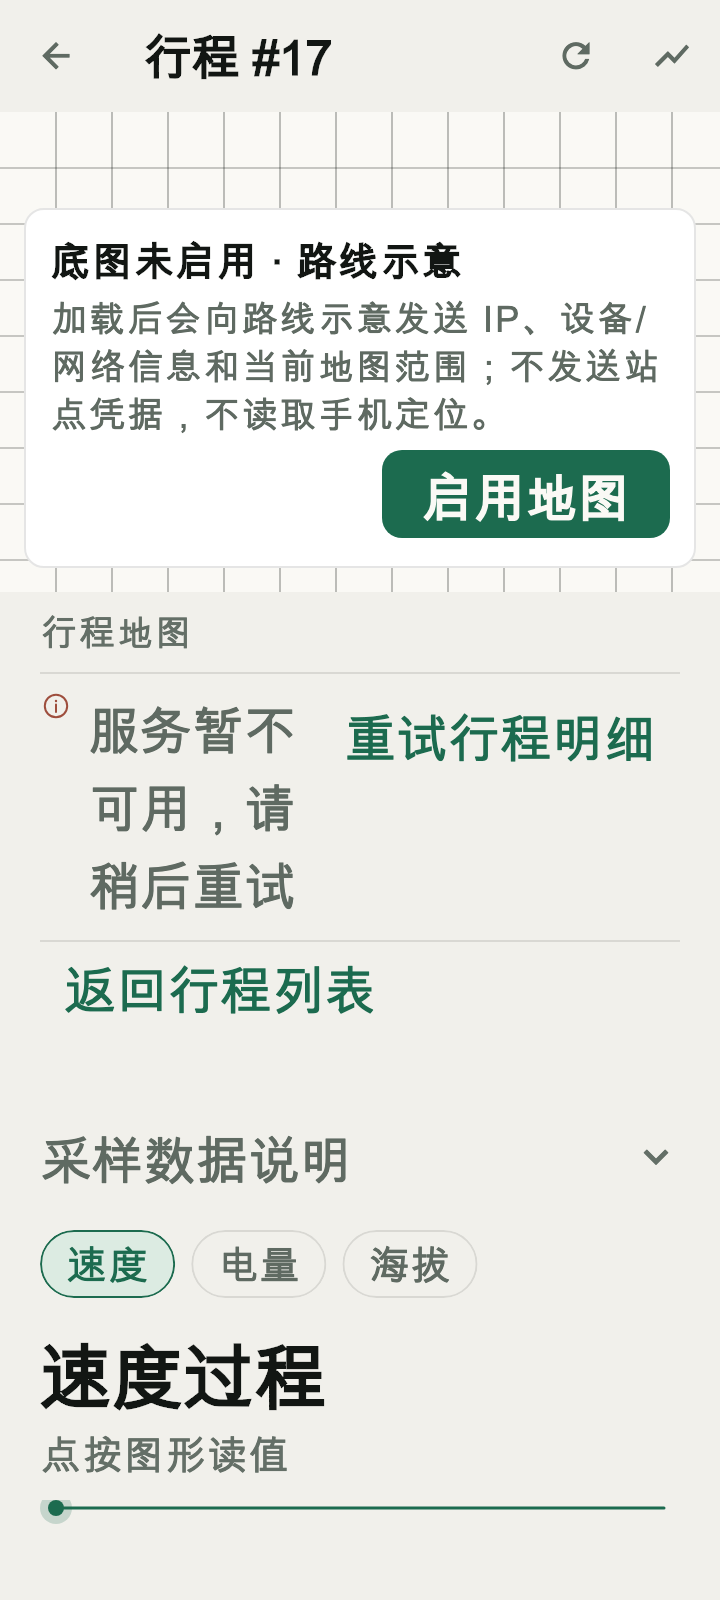 行程 #17
底图未启用 · 路线示意
加载后会向路线示意发送 IP、设备/
网络信息和当前地图范围；不发送站
点凭据，不读取手机定位。
启用地图
行程地图
服务暂不
可用，请
稍后重试
重试行程明细
返回行程列表
采样数据说明
速度
电量
海拔
速度过程
点按图形读值